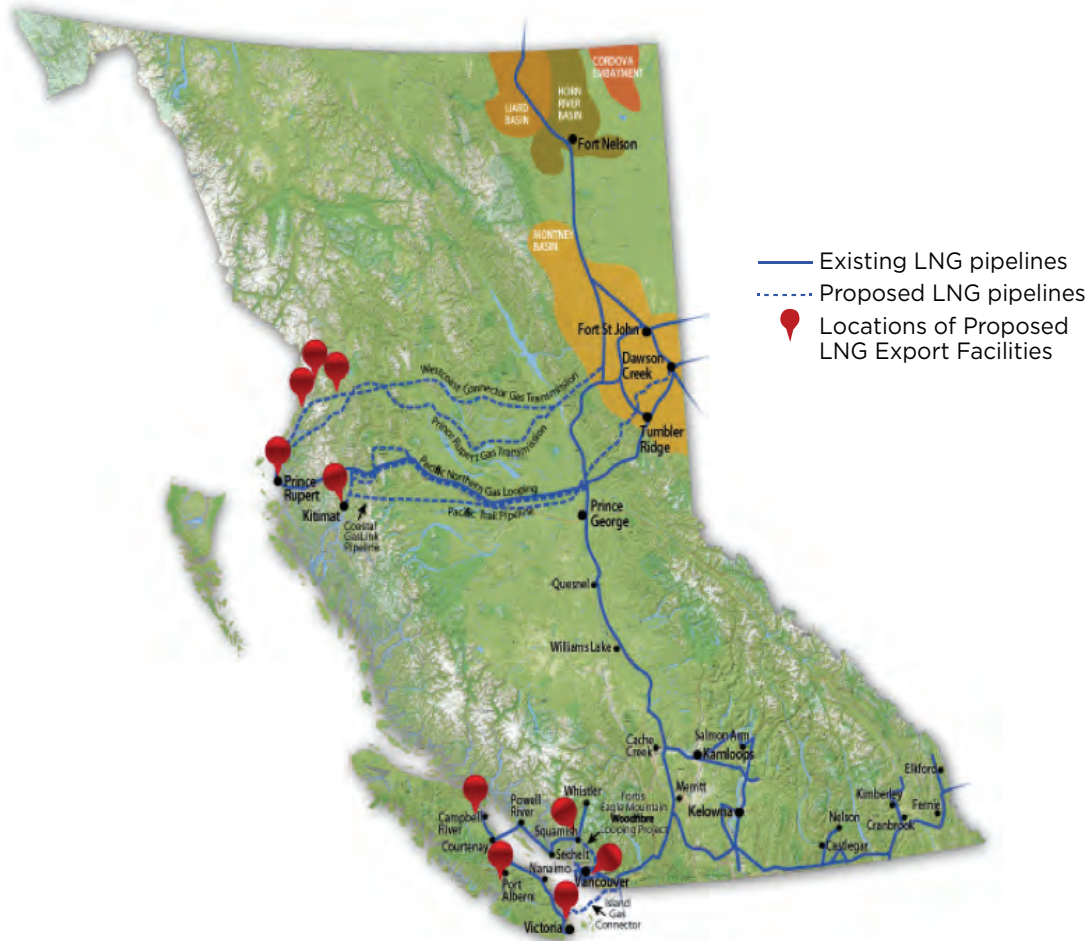 CORDOVA
EMBAYMENT
HORN
RIVER
BASIN
LIARD
BASIN
Fort Nelson
MONTNEY
BASIN
Existing LNG pipelines
Proposed LNG pipelines
Locations of Proposed
LNG Export Facilities
Fort St John
Dawson
Creek
Westcoast Connector Gas Transmission
Prince Rupert Gas Transmission
Tumbler
Ridge
Pacific Northern Gas Looping
Prince
Rupert
Kitimat
Pacific Trail Pipeline
Coastal
GasLink
Pipeline
Prince
George
Quesnel
Williams Lake
Cache
Creek
Salmon Arm
Kamloops
Elkford
Merritt
Kimberley
Fernie
Kelowna
Nelson
Cranbrook
Castlegar
Whistler
Fortis
Eagle Mountain
Woodfibre
Looping Project
Powell
River
Campbell
River
Squamish
Courtenay
Sechelt
Nanaimo
Vancouver
Port
Alberni
Island
Gas
Connector
Victoria